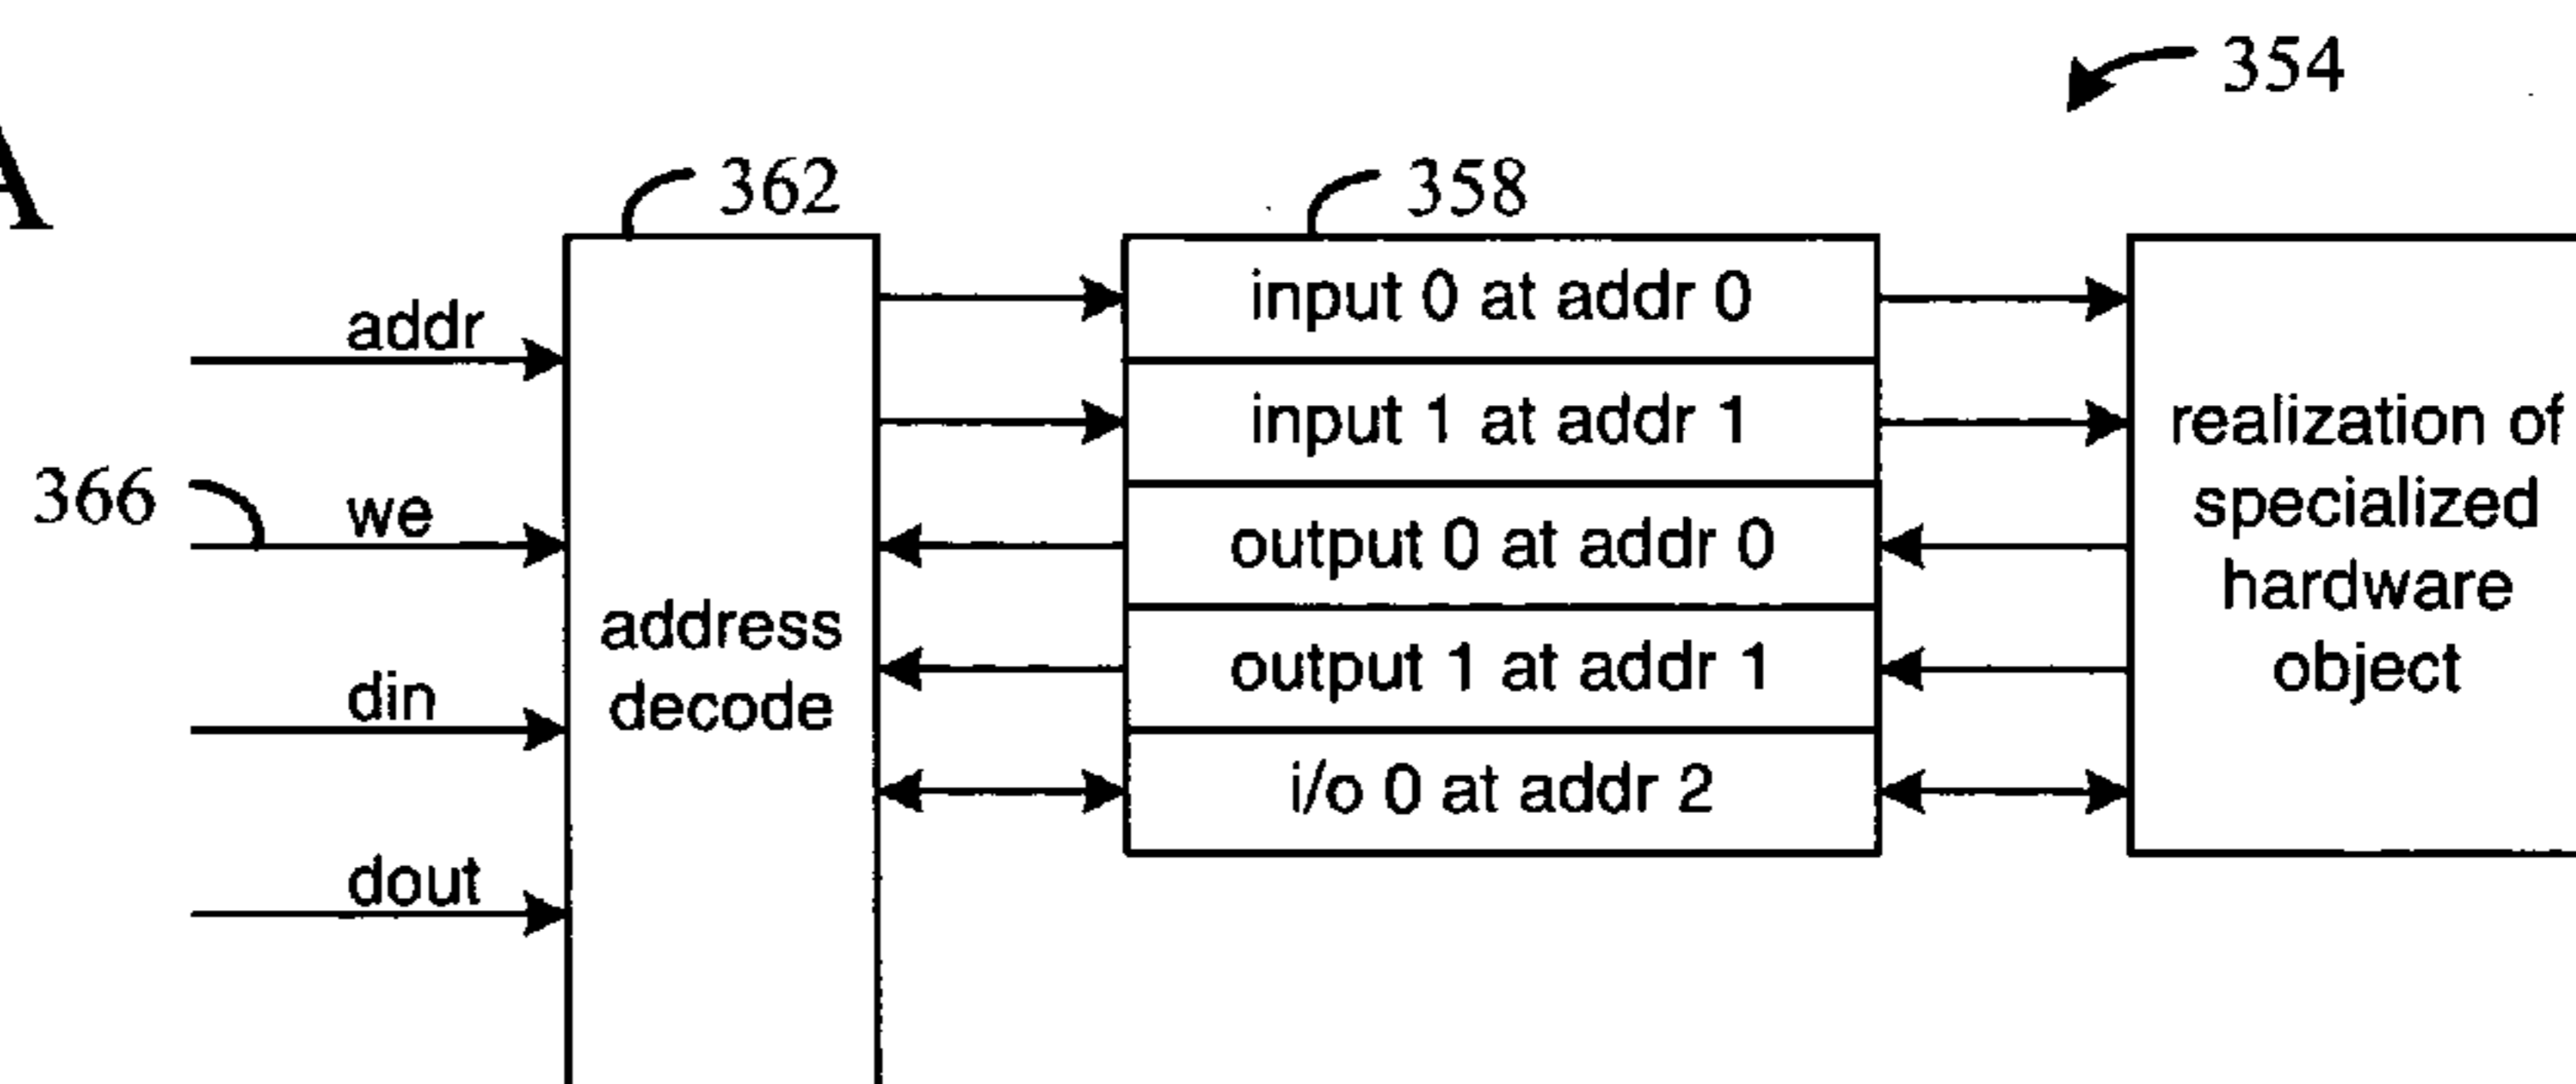 354
A
362
358
addr
366
we
din
dout
address
decode
input 0 at addr 0
input 1 at addr 1
output 0 at addr 0
output 1 at addr 1
i/o 0 at addr 2
realization of
specialized
hardware
object